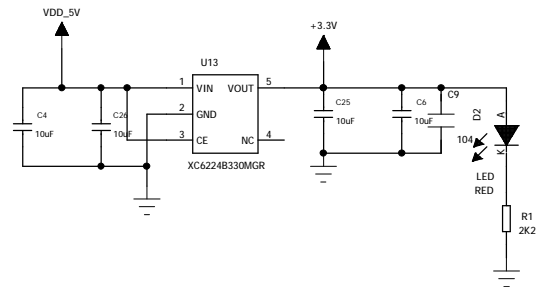 VDD_5V
+3.3V
U13
1 VIN VOUT 5
2 GND
3 CE NC 4
XC6224B330MGR
C4
10uF
C26
10uF
C25
10uF
C6
10uF
C9
104
D2
A
K
LED
RED
R1
2K2